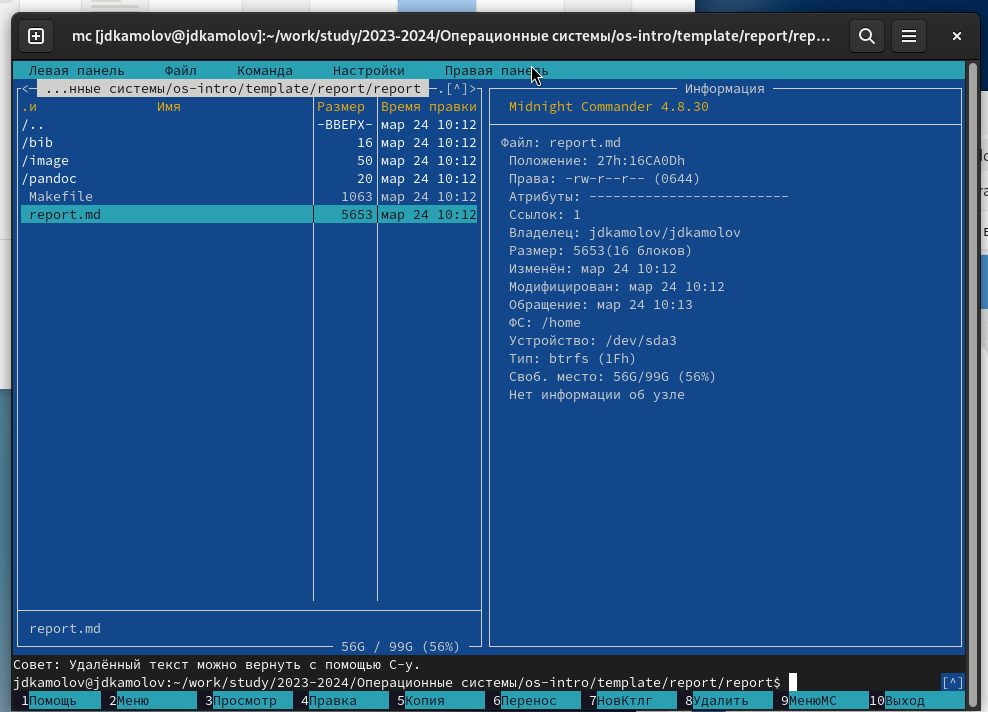 mc [jdkamolov@jdkamolov]:~/work/study/2023-2024/Операционные системы/os-intro/template/report/rep...
Левая панель Файл Команда Настройки Правая панель
<─ ...нные системы/os-intro/template/report/report ─.[^]>
.и Имя Размер Время правки
/.. -ВВЕРХ- мар 24 10:12
/bib 16 мар 24 10:12
/image 50 мар 24 10:12
/pandoc 20 мар 24 10:12
Makefile 1063 мар 24 10:12
report.md 5653 мар 24 10:12
report.md
56G / 99G (56%)
Информация
Midnight Commander 4.8.30
Файл: report.md
Положение: 27h:16CA0Dh
Права: -rw-r--r-- (0644)
Атрибуты: -------------------------
Ссылок: 1
Владелец: jdkamolov/jdkamolov
Размер: 5653(16 блоков)
Изменён: мар 24 10:12
Модифицирован: мар 24 10:12
Обращение: мар 24 10:13
ФС: /home
Устройство: /dev/sda3
Тип: btrfs (1Fh)
Своб. место: 56G/99G (56%)
Нет информации об узле
Совет: Удалённый текст можно вернуть с помощью C-y.
jdkamolov@jdkamolov:~/work/study/2023-2024/Операционные системы/os-intro/template/report/report$ [^]
1Помощь 2Меню 3Просмотр 4Правка 5Копия 6Перенос 7НовКтлг 8Удалить 9МенюМС 10Выход